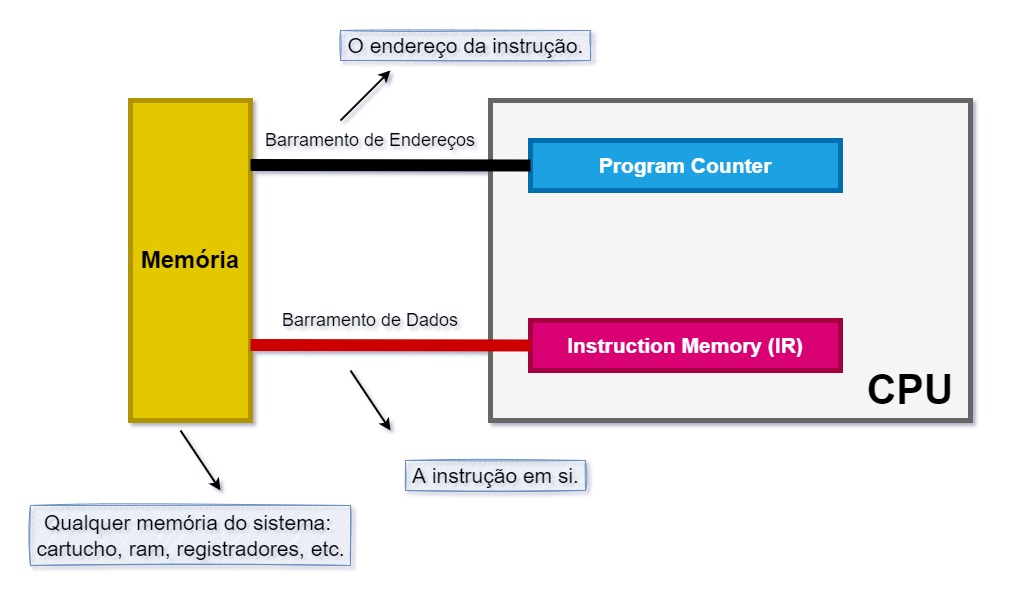 O endereço da instrução.
Barramento de Endereços
Program Counter
Memória
Barramento de Dados
Instruction Memory (IR)
CPU
A instrução em si.
Qualquer memória do sistema:
cartucho, ram, registradores, etc.